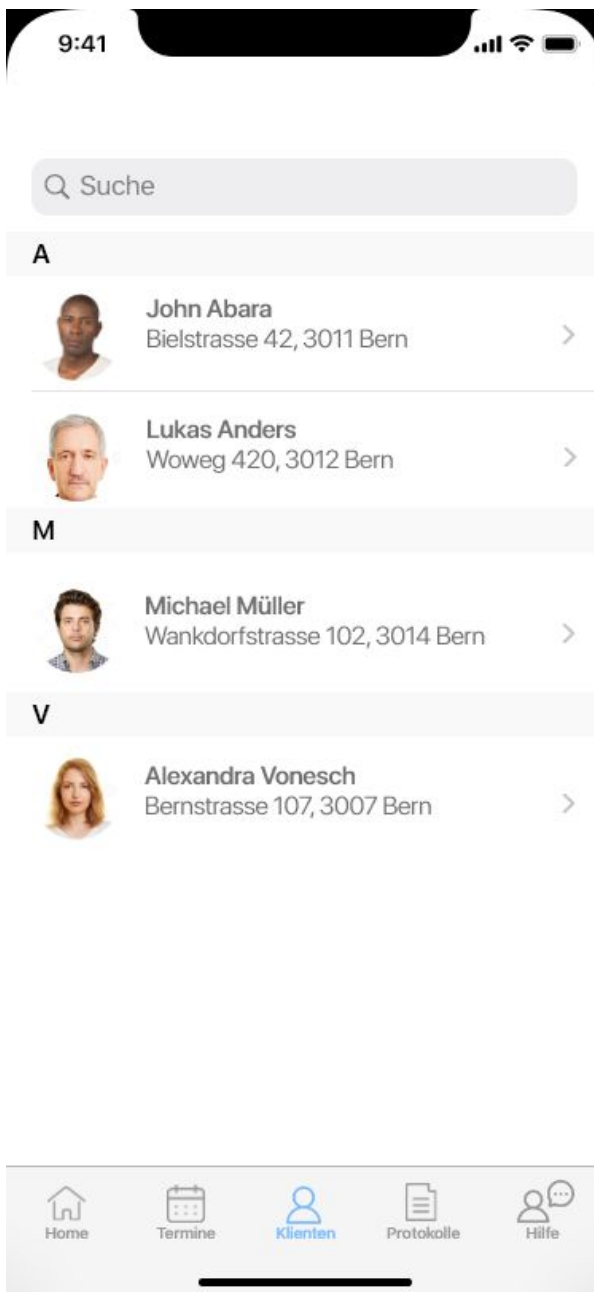 9:41
Suche
A
John Abara
Bielstrasse 42, 3011 Bern
Lukas Anders
Woweg 420, 3012 Bern
M
Michael Müller
Wankdorfstrasse 102, 3014 Bern
V
Alexandra Vonesch
Bernstrasse 107, 3007 Bern
Home Termine Klienten Protokolle Hilfe